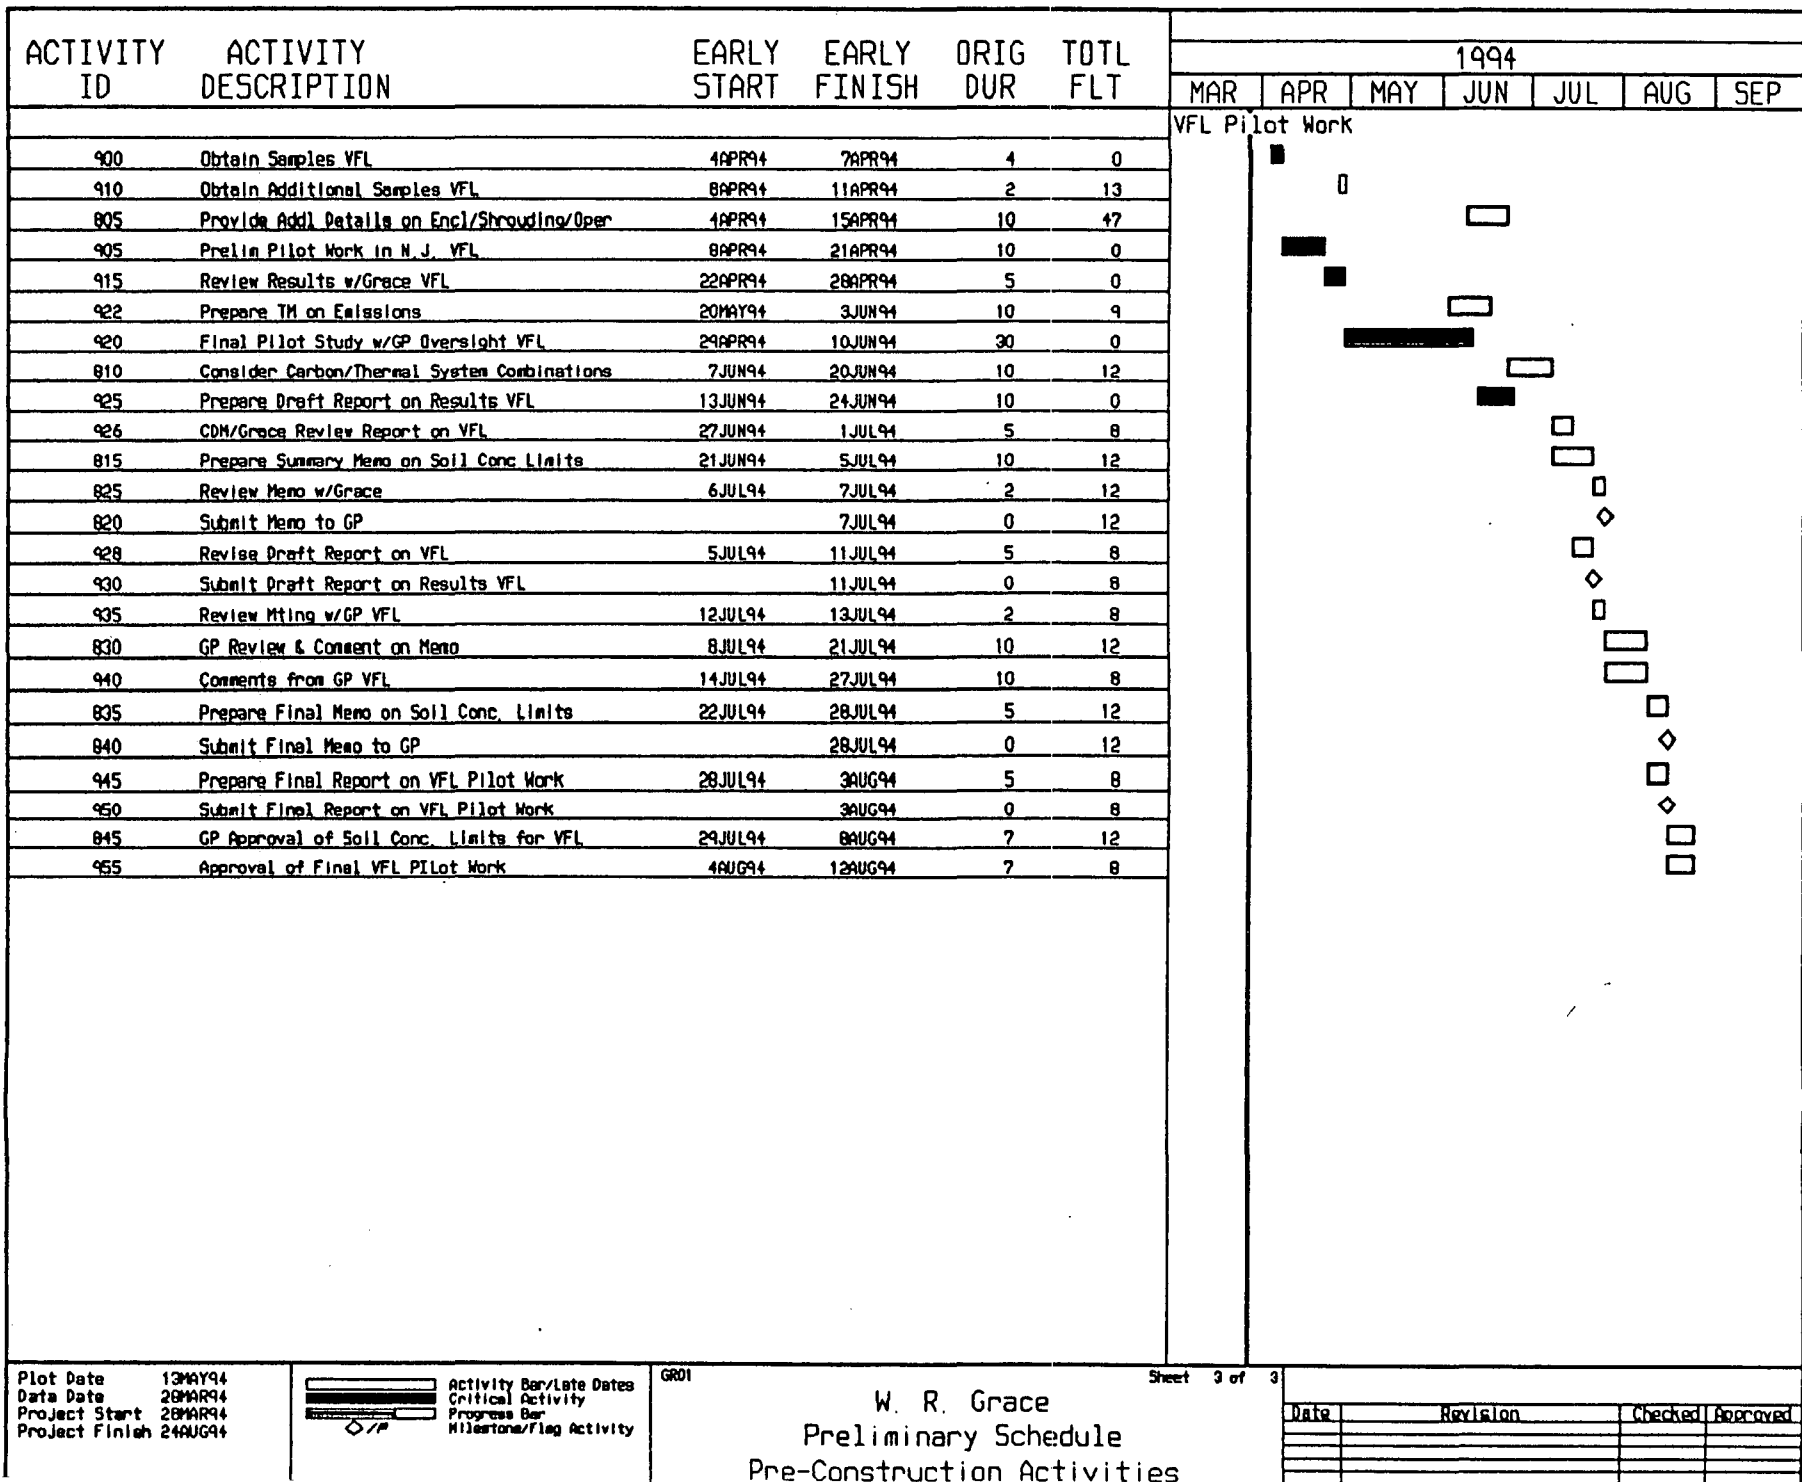 1994
ACTIVITY ACTIVITY EARLY EARLY ORIG TOTL
ID DESCRIPTION START FINISH DUR FLT
MAR APR MAY JUN JUL AUG SEP
VFL Pilot Work
900 Obtain Samples VFL 4APR94 7APR94 4 0
910 Obtain Additional Samples VFL 8APR94 11APR94 2 13
805 Provide Addl Details on Encl/Shrouding/Oper 4APR94 15APR94 10 47
905 Prelim Pilot Work in N.J. VFL 8APR94 21APR94 10 0
915 Review Results w/Grace VFL 22APR94 28APR94 5 0
922 Prepare TM on Emissions 20MAY94 3JUN94 10 9
920 Final Pilot Study w/GP Oversight VFL 29APR94 10JUN94 30 0
810 Consider Carbon/Thermal System Combinations 7JUN94 20JUN94 10 12
925 Prepare Draft Report on Results VFL 13JUN94 24JUN94 10 0
926 CDM/Grace Review Report on VFL 27JUN94 1JUL94 5 8
815 Prepare Summary Memo on Soil Conc Limits 21JUN94 5JUL94 10 12
825 Review Memo w/Grace 6JUL94 7JUL94 2 12
820 Submit Memo to GP 7JUL94 0 12
928 Revise Draft Report on VFL 5JUL94 11JUL94 5 8
930 Submit Draft Report on Results VFL 11JUL94 0 8
935 Review Mting w/GP VFL 12JUL94 13JUL94 2 8
830 GP Review & Comment on Memo 8JUL94 21JUL94 10 12
940 Comments from GP VFL 14JUL94 27JUL94 10 8
835 Prepare Final Memo on Soil Conc. Limits 22JUL94 28JUL94 5 12
840 Submit Final Memo to GP 28JUL94 0 12
945 Prepare Final Report on VFL Pilot Work 28JUL94 3AUG94 5 8
950 Submit Final Report on VFL Pilot Work 3AUG94 0 8
845 GP Approval of Soil Conc. Limits for VFL 29JUL94 8AUG94 7 12
955 Approval of Final VFL PILot Work 4AUG94 12AUG94 7 8
Plot Date 13MAY94
Data Date 28MAR94
Project Start 28MAR94
Project Finish 24AUG94
Activity Bar/Late Dates
Critical Activity
Progress Bar
Milestone/Flag Activity
GR01
Sheet 3 of 3
W. R. Grace
Preliminary Schedule
Pre-Construction Activities
Date Revision Checked Approved